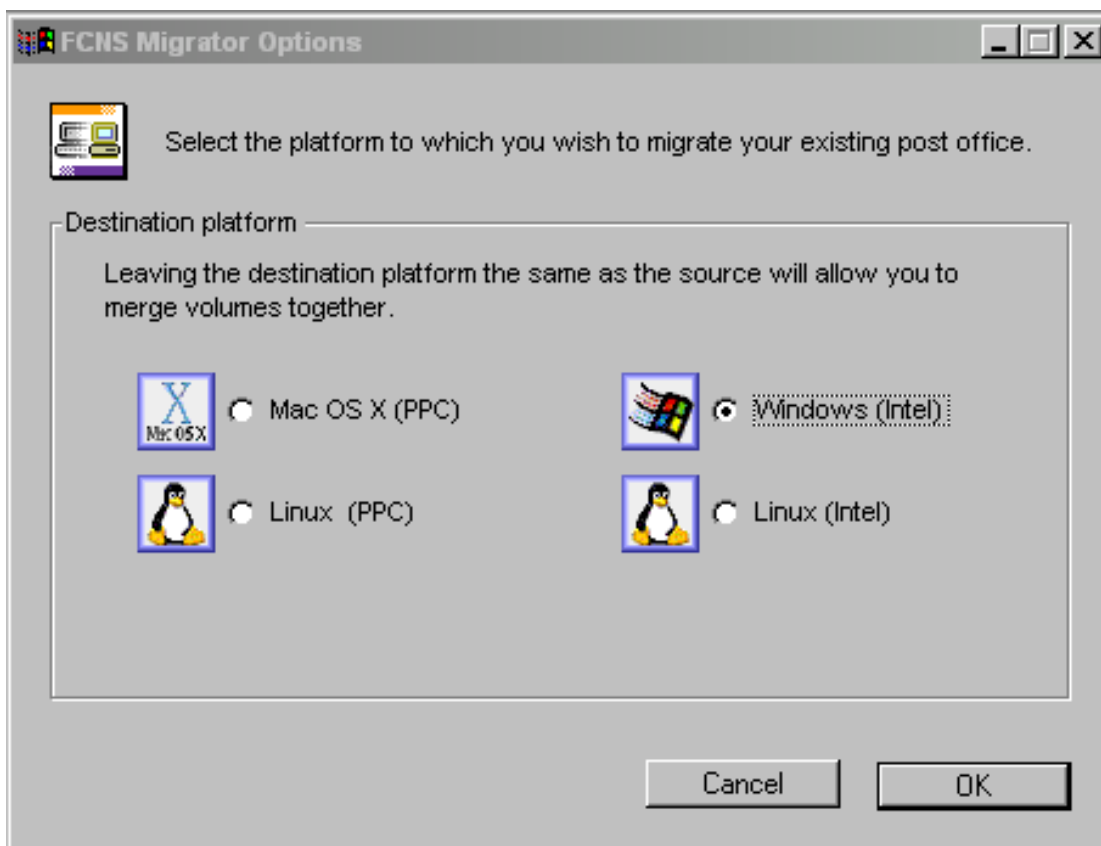 FCNS Migrator Options
Select the platform to which you wish to migrate your existing post office.
Destination platform
Leaving the destination platform the same as the source will allow you to
merge volumes together.
X
Mac OS X
Mac OS X (PPC)
Windows (Intel)
Linux (PPC)
Linux (Intel)
Cancel
OK